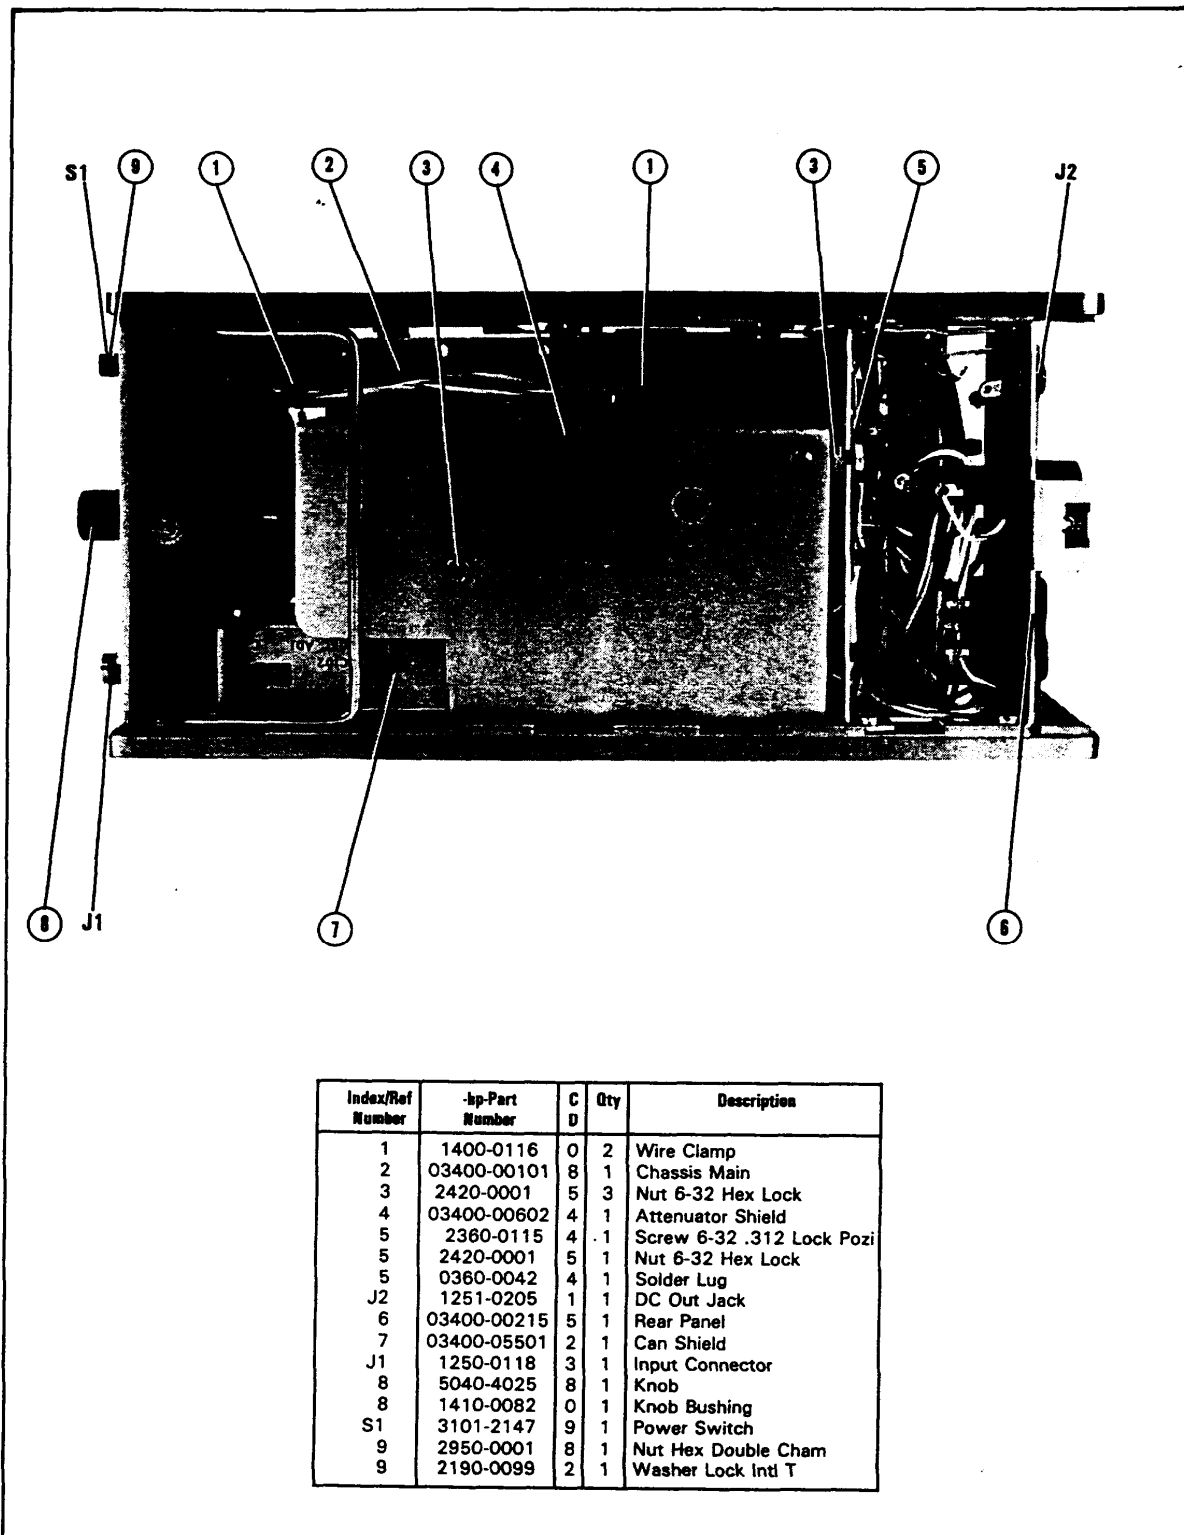 S1 9 1 2 3 4 1 3 5 J2
8 J1 7 6
Index/Ref Number -hp-Part Number C D Qty Description
1 1400-0116 0 2 Wire Clamp
2 03400-00101 8 1 Chassis Main
3 2420-0001 5 3 Nut 6-32 Hex Lock
4 03400-00602 4 1 Attenuator Shield
5 2360-0115 4 1 Screw 6-32 .312 Lock Pozi
5 2420-0001 5 1 Nut 6-32 Hex Lock
5 0360-0042 4 1 Solder Lug
J2 1251-0205 1 1 DC Out Jack
6 03400-00215 5 1 Rear Panel
7 03400-05501 2 1 Can Shield
J1 1250-0118 3 1 Input Connector
8 5040-4025 8 1 Knob
8 1410-0082 0 1 Knob Bushing
S1 3101-2147 9 1 Power Switch
9 2950-0001 8 1 Nut Hex Double Cham
9 2190-0099 2 1 Washer Lock Intl T